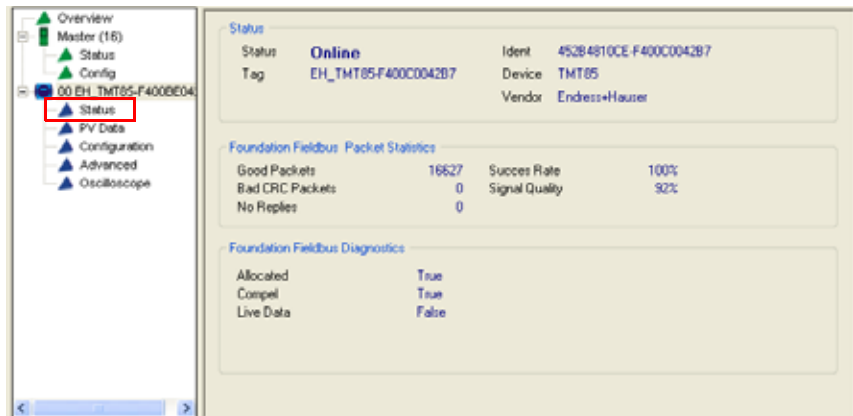 Overview
Master (16)
Status
Config
00 EH_TMT85-F400BE04
Status
PV Data
Configuration
Advanced
Oscilloscope
Status
Status Online Ident 452B4810CE-F400C0042B7
Tag EH_TMT85-F400C0042B7 Device TMT85
Vendor Endress+Hauser
Foundation Fieldbus Packet Statistics
Good Packets 16627 Succes Rate 100%
Bad CRC Packets 0 Signal Quality 92%
No Replies 0
Foundation Fieldbus Diagnostics
Allocated True
Compel True
Live Data False